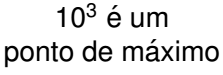 10³ é um
ponto de máximo